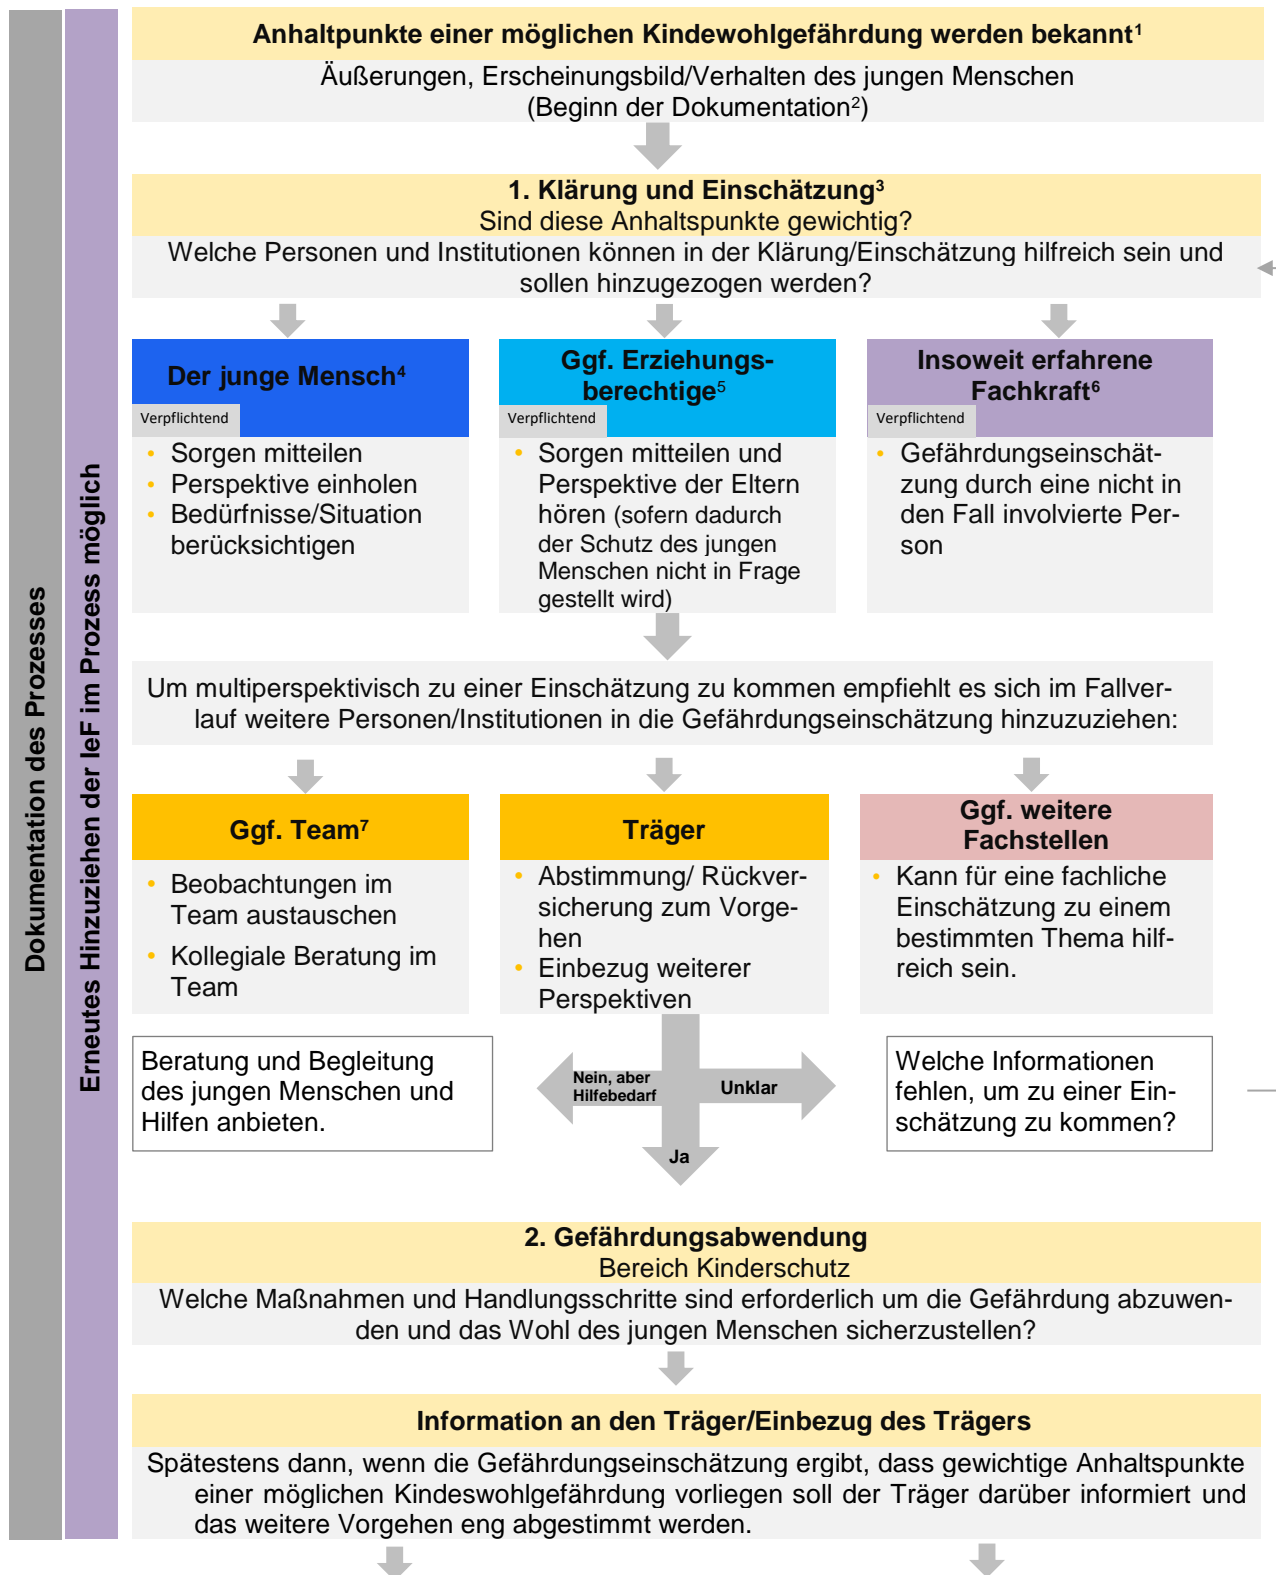 Dokumentation des Prozesses
Erneutes Hinzuziehen der IeF im Prozess möglich
Anhaltpunkte einer möglichen Kindewohlgefährdung werden bekannt¹
Äußerungen, Erscheinungsbild/Verhalten des jungen Menschen
(Beginn der Dokumentation²)
1. Klärung und Einschätzung³
Sind diese Anhaltspunkte gewichtig?
Welche Personen und Institutionen können in der Klärung/Einschätzung hilfreich sein und
sollen hinzugezogen werden?
Der junge Mensch⁴
Verpflichtend
• Sorgen mitteilen
• Perspektive einholen
• Bedürfnisse/Situation
berücksichtigen
Ggf. Erziehungs-
berechtige⁵
Verpflichtend
• Sorgen mitteilen und
Perspektive der Eltern
hören (sofern dadurch
der Schutz des jungen
Menschen nicht in Frage
gestellt wird)
Insoweit erfahrene
Fachkraft⁶
Verpflichtend
• Gefährdungseinschät-
zung durch eine nicht in
den Fall involvierte Per-
son
Um multiperspektivisch zu einer Einschätzung zu kommen empfiehlt es sich im Fallver-
lauf weitere Personen/Institutionen in die Gefährdungseinschätzung hinzuzuziehen:
Ggf. Team⁷
• Beobachtungen im
Team austauschen
• Kollegiale Beratung im
Team
Träger
• Abstimmung/ Rückver-
sicherung zum Vorge-
hen
• Einbezug weiterer
Perspektiven
Ggf. weitere
Fachstellen
• Kann für eine fachliche
Einschätzung zu einem
bestimmten Thema hilf-
reich sein.
Beratung und Begleitung
des jungen Menschen und
Hilfen anbieten.
Nein, aber
Hilfebedarf
Unklar
Ja
Welche Informationen
fehlen, um zu einer Ein-
schätzung zu kommen?
2. Gefährdungsabwendung
Bereich Kinderschutz
Welche Maßnahmen und Handlungsschritte sind erforderlich um die Gefährdung abzuwen-
den und das Wohl des jungen Menschen sicherzustellen?
Information an den Träger/Einbezug des Trägers
Spätestens dann, wenn die Gefährdungseinschätzung ergibt, dass gewichtige Anhaltspunkte
einer möglichen Kindeswohlgefährdung vorliegen soll der Träger darüber informiert und
das weitere Vorgehen eng abgestimmt werden.